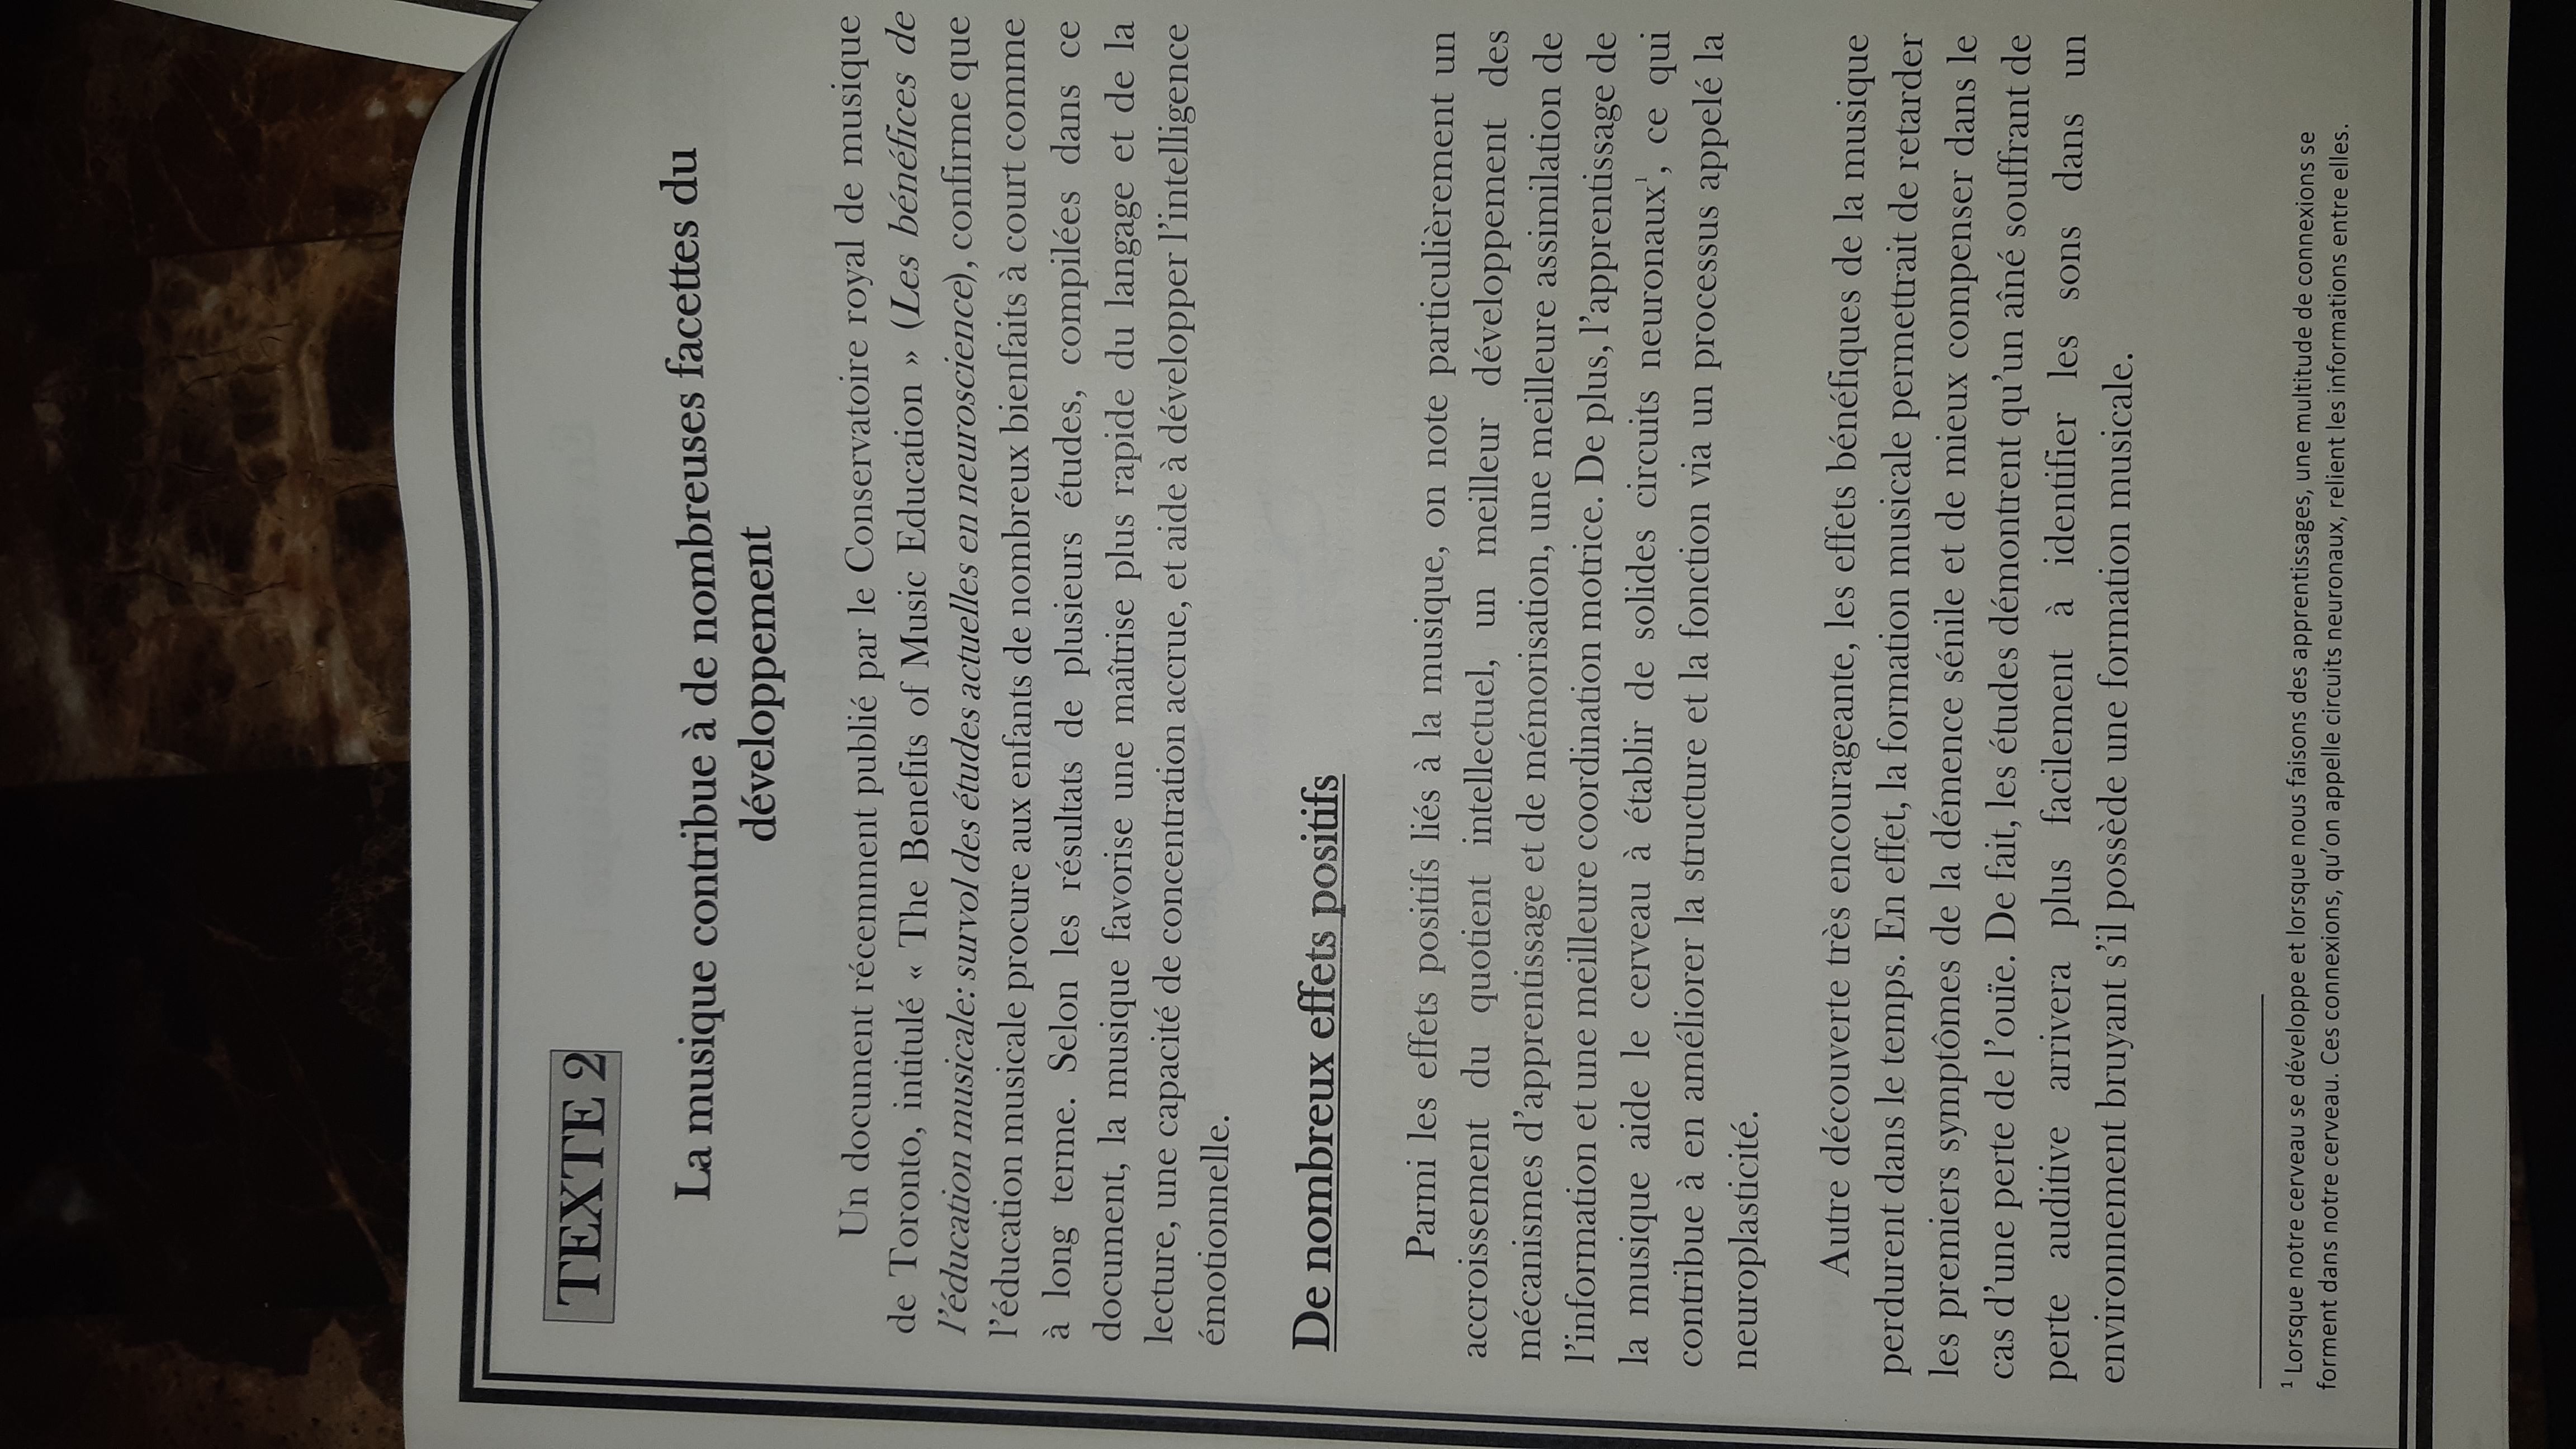 TEXTE 2
La musique contribue à de nombreuses facettes du
développement
Un document récemment publié par le Conservatoire royal de musique
de Toronto, intitulé « The Benefits of Music Education » (Les bénéfices de
l'éducation musicale: survol des études actuelles en neuroscience), confirme que
l'éducation musicale procure aux enfants de nombreux bienfaits à court comme
à long terme. Selon les résultats de plusieurs études, compilées dans ce
document, la musique favorise une maîtrise plus rapide du langage et de la
lecture, une capacité de concentration accrue, et aide à développer l'intelligence
émotionnelle.
De nombreux effets positifs
Parmi les effets positifs liés à la musique, on note particulièrement un
accroissement du quotient intellectuel, un meilleur développement des
mécanismes d'apprentissage et de mémorisation, une meilleure assimilation de
l'information et une meilleure coordination motrice. De plus, l'apprentissage de
la musique aide le cerveau à établir de solides circuits neuronaux¹, ce qui
contribue à en améliorer la structure et la fonction via un processus appelé la
neuroplasticité.
Autre découverte très encourageante, les effets bénéfiques de la musique
perdurent dans le temps. En effet, la formation musicale permettrait de retarder
les premiers symptômes de la démence sénile et de mieux compenser dans le
cas d'une perte de l'ouïe. De fait, les études démontrent qu'un aîné souffrant de
perte auditive arrivera plus facilement à identifier les sons dans un
environnement bruyant s'il possède une formation musicale.
¹ Lorsque notre cerveau se développe et lorsque nous faisons des apprentissages, une multitude de connexions se
forment dans notre cerveau. Ces connexions, qu'on appelle circuits neuronaux, relient les informations entre elles.